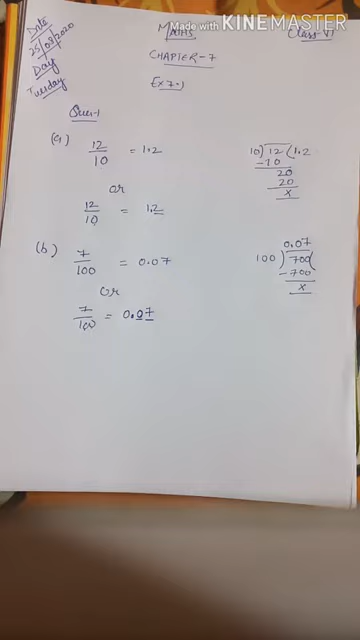 Made with KINEMASTER
Date
25/08/2020
Day
Tuesday
MATHS
Class-VI
CHAPTER-7
Ex 7.1
Ques-1
(a) 12/10 = 1.2
or
12/10 = 1.2
10) 12 (1.2
-10
20
20
x
(b) 7/100 = 0.07
or
7/100 = 0.07
0.07
100) 700(
-700
x